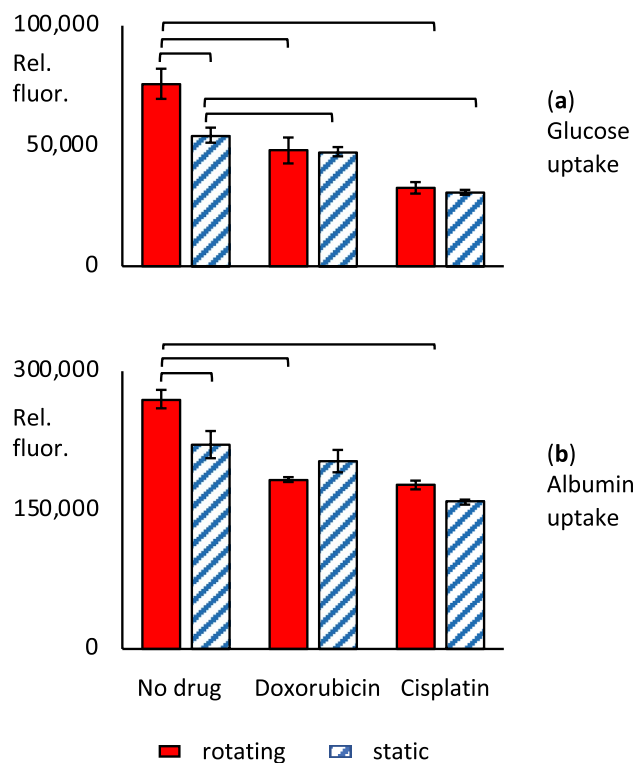 100,000
Rel.
fluor.
50,000
0
(a)
Glucose
uptake
300,000
Rel.
fluor.
150,000
0
(b)
Albumin
uptake
No drug Doxorubicin Cisplatin
rotating static